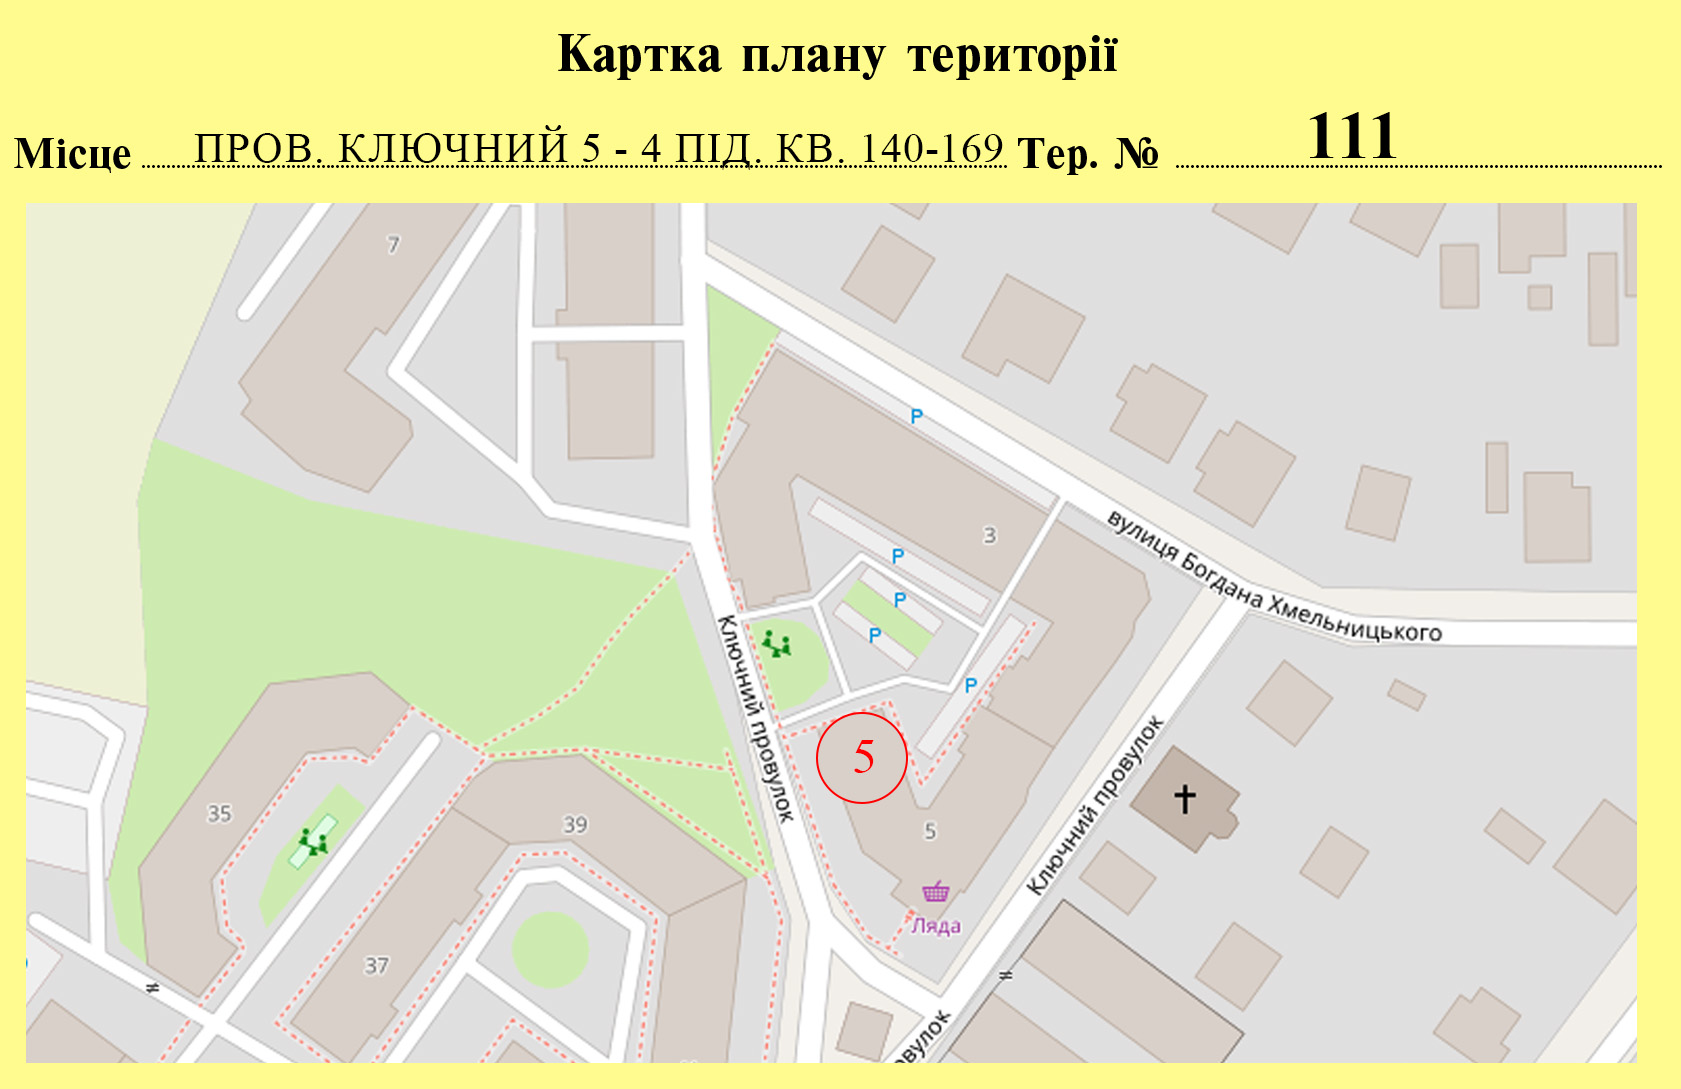 Картка плану території
Місце ПРОВ. КЛЮЧНИЙ 5 - 4 ПІД. КВ. 140-169 Тер. № 111
7
P
3
вулиця Богдана Хмельницького
P
P
P
Ключний провулок
P
5
Ключний провулок
35
39
5
Ляда
37
овулок